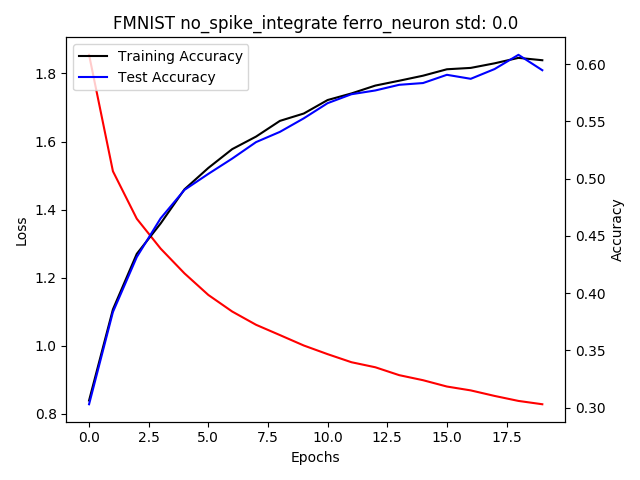 FMNIST no_spike_integrate ferro_neuron std: 0.0
Training Accuracy
Test Accuracy
Loss
1.8
1.6
1.4
1.2
1.0
0.8
0.60
0.55
0.50
0.45
0.40
0.35
0.30
Accuracy
0.0 2.5 5.0 7.5 10.0 12.5 15.0 17.5
Epochs